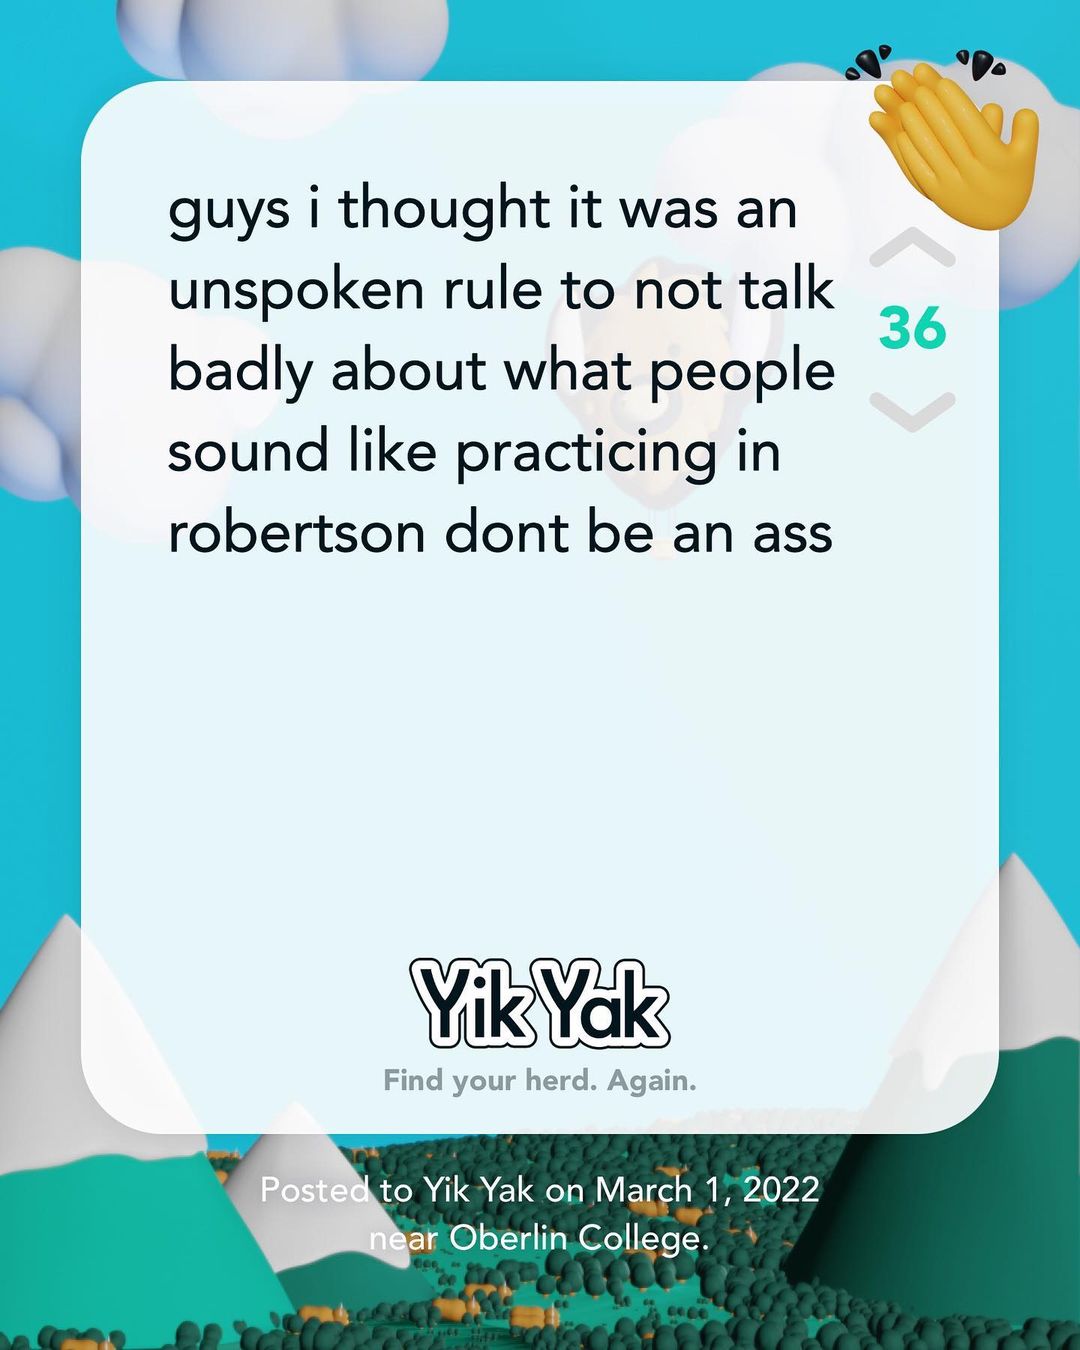 guys i thought it was an
unspoken rule to not talk
badly about what people
sound like practicing in
robertson dont be an ass
36
Yik Yak
Find your herd. Again.
Posted to Yik Yak on March 1, 2022
near Oberlin College.